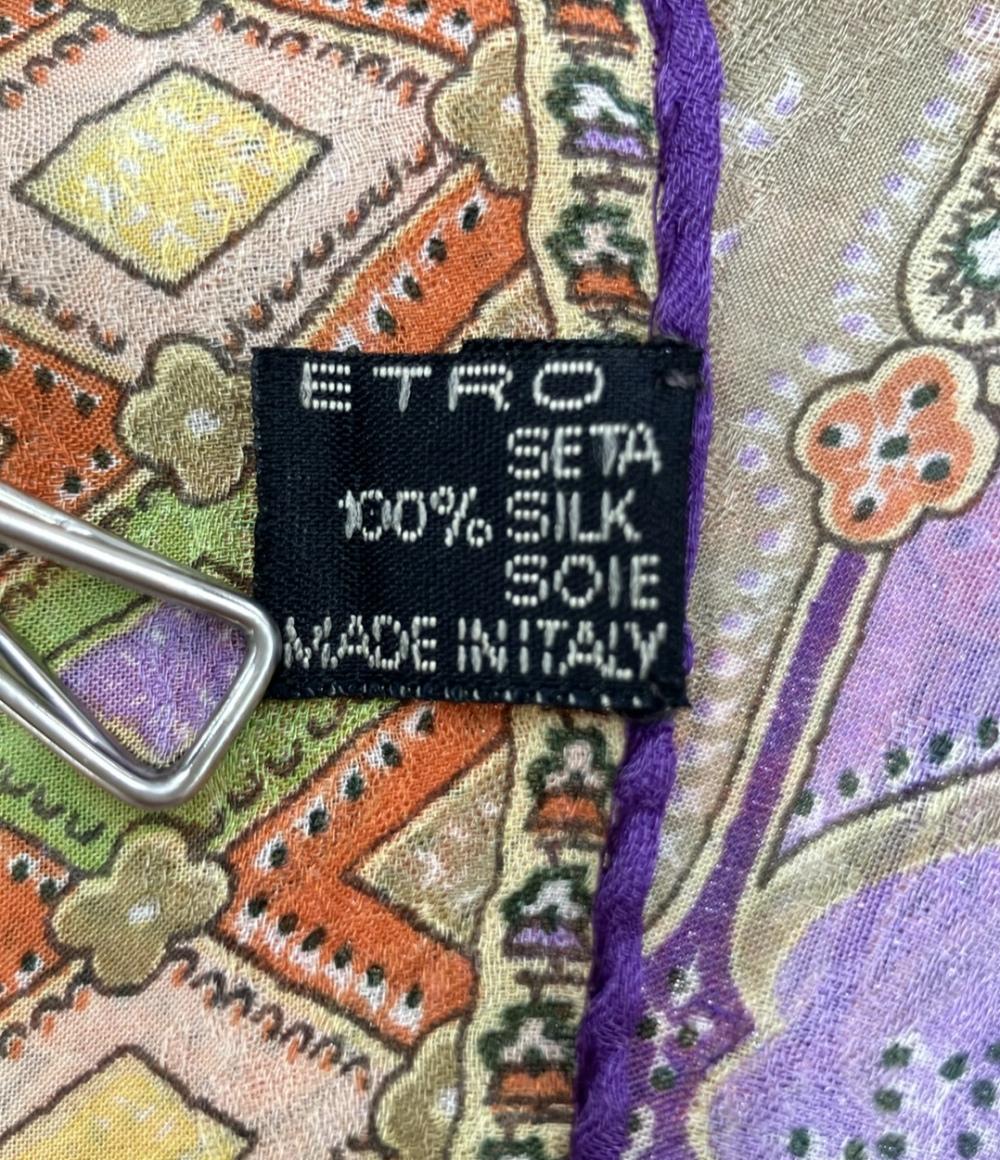 ETRO
SETA
100% SILK
SOIE
MADE IN ITALY